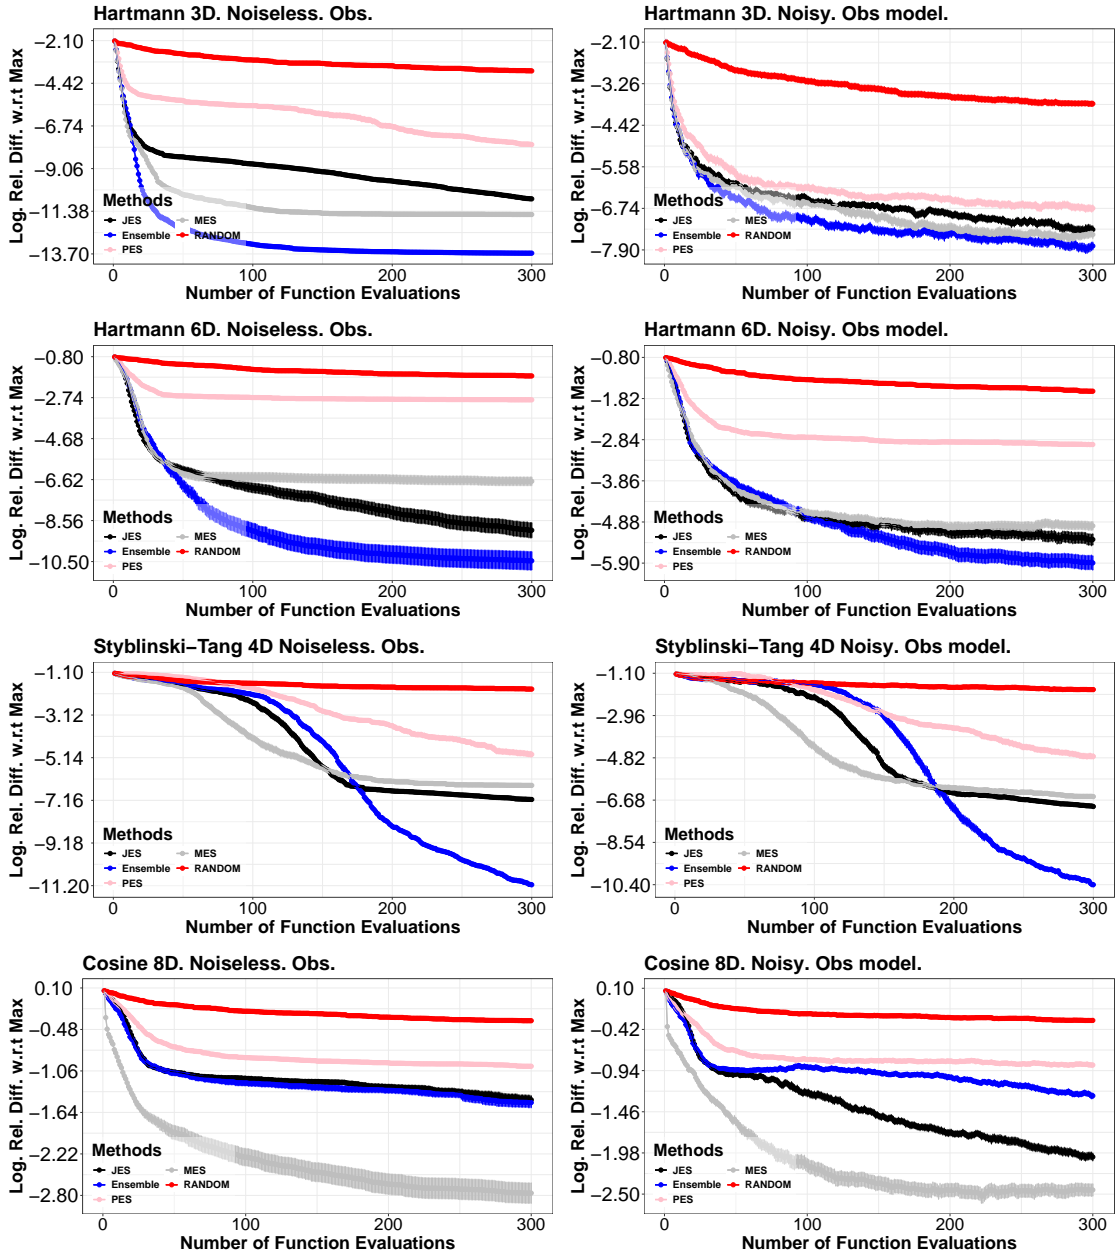 Hartmann 3D. Noiseless. Obs.
Log. Rel. Diff. w.r.t Max
−2.10
−4.42
−6.74
−9.06
−11.38
−13.70
Methods
JES MES
Ensemble RANDOM
PES
0 100 200 300
Number of Function Evaluations
Hartmann 3D. Noisy. Obs model.
Log. Rel. Diff. w.r.t Max
−2.10
−3.26
−4.42
−5.58
−6.74
−7.90
Methods
JES MES
Ensemble RANDOM
PES
0 100 200 300
Number of Function Evaluations
Hartmann 6D. Noiseless. Obs.
Log. Rel. Diff. w.r.t Max
−0.80
−2.74
−4.68
−6.62
−8.56
−10.50
Methods
JES MES
Ensemble RANDOM
PES
0 100 200 300
Number of Function Evaluations
Hartmann 6D. Noisy. Obs model.
Log. Rel. Diff. w.r.t Max
−0.80
−1.82
−2.84
−3.86
−4.88
−5.90
Methods
JES MES
Ensemble RANDOM
PES
0 100 200 300
Number of Function Evaluations
Styblinski−Tang 4D Noiseless. Obs.
Log. Rel. Diff. w.r.t Max
−1.10
−3.12
−5.14
−7.16
−9.18
−11.20
Methods
JES MES
Ensemble RANDOM
PES
0 100 200 300
Number of Function Evaluations
Styblinski−Tang 4D Noisy. Obs model.
Log. Rel. Diff. w.r.t Max
−1.10
−2.96
−4.82
−6.68
−8.54
−10.40
Methods
JES MES
Ensemble RANDOM
PES
0 100 200 300
Number of Function Evaluations
Cosine 8D. Noiseless. Obs.
Log. Rel. Diff. w.r.t Max
0.10
−0.48
−1.06
−1.64
−2.22
−2.80
Methods
JES MES
Ensemble RANDOM
PES
0 100 200 300
Number of Function Evaluations
Cosine 8D. Noisy. Obs model.
Log. Rel. Diff. w.r.t Max
0.10
−0.42
−0.94
−1.46
−1.98
−2.50
Methods
JES MES
Ensemble RANDOM
PES
0 100 200 300
Number of Function Evaluations